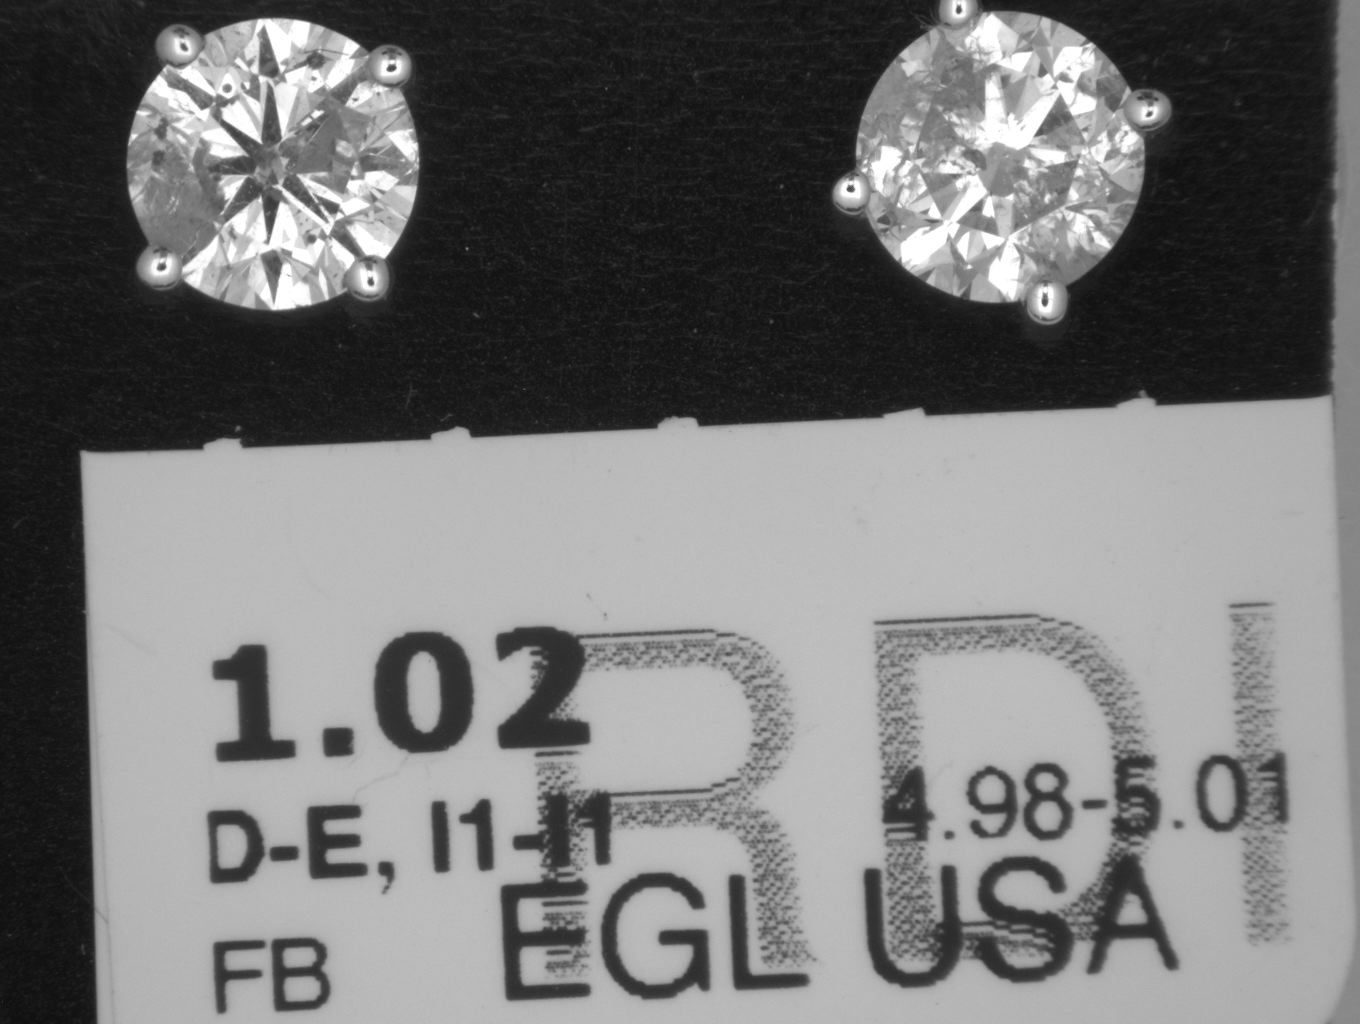 1.02
RDI
D-E, I1-I1
4.98-5.01
EGL USA
FB